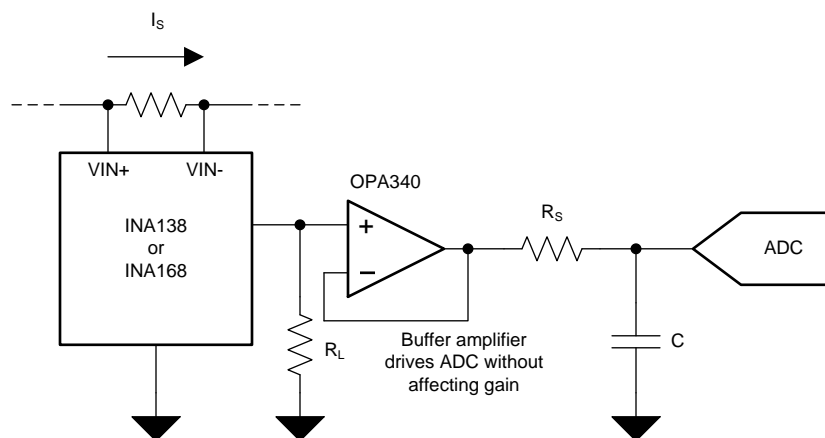 I_S
VIN+ VIN-
OPA340
INA138
or
INA168
+
−
R_S
ADC
R_L
C
Buffer amplifier
drives ADC without
affecting gain